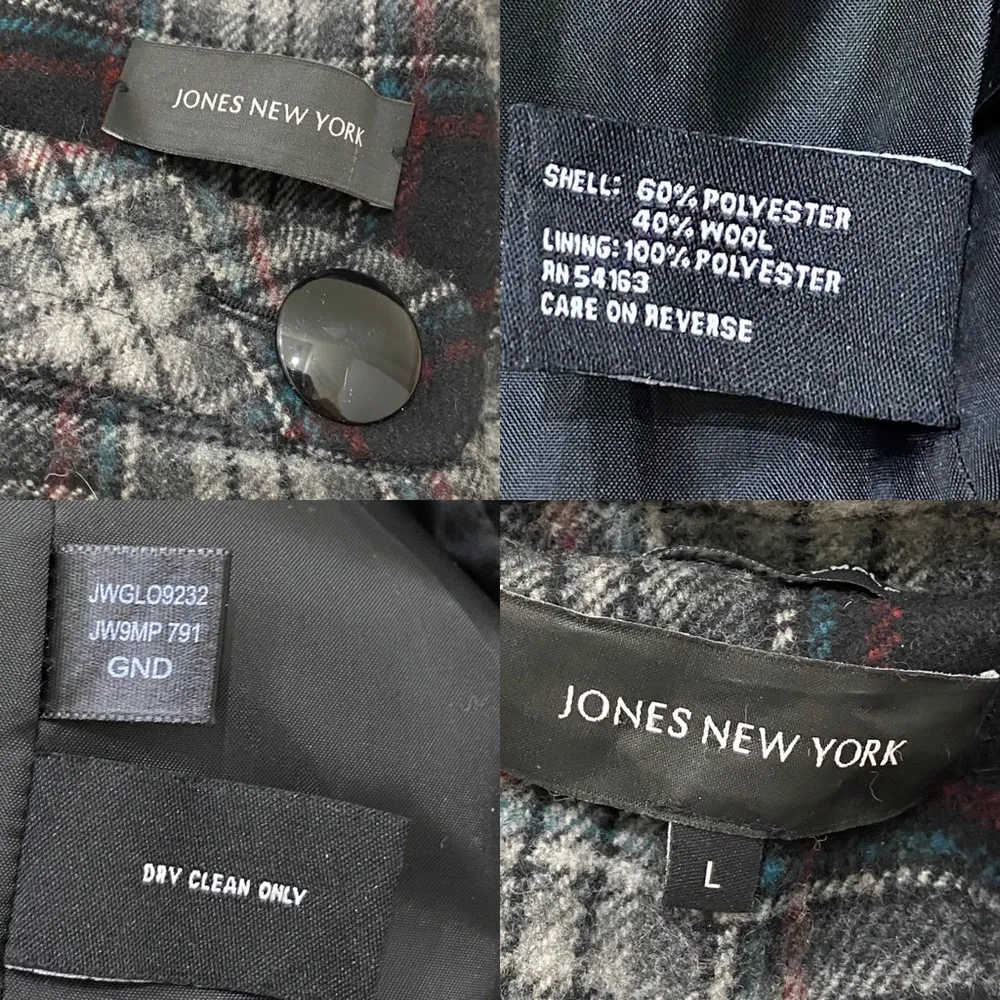 JONES NEW YORK
SHELL: 60% POLYESTER
40% WOOL
LINING: 100% POLYESTER
RN 54163
CARE ON REVERSE
JWGLO9232
JW9MP 791
GND
DRY CLEAN ONLY
JONES NEW YORK
L